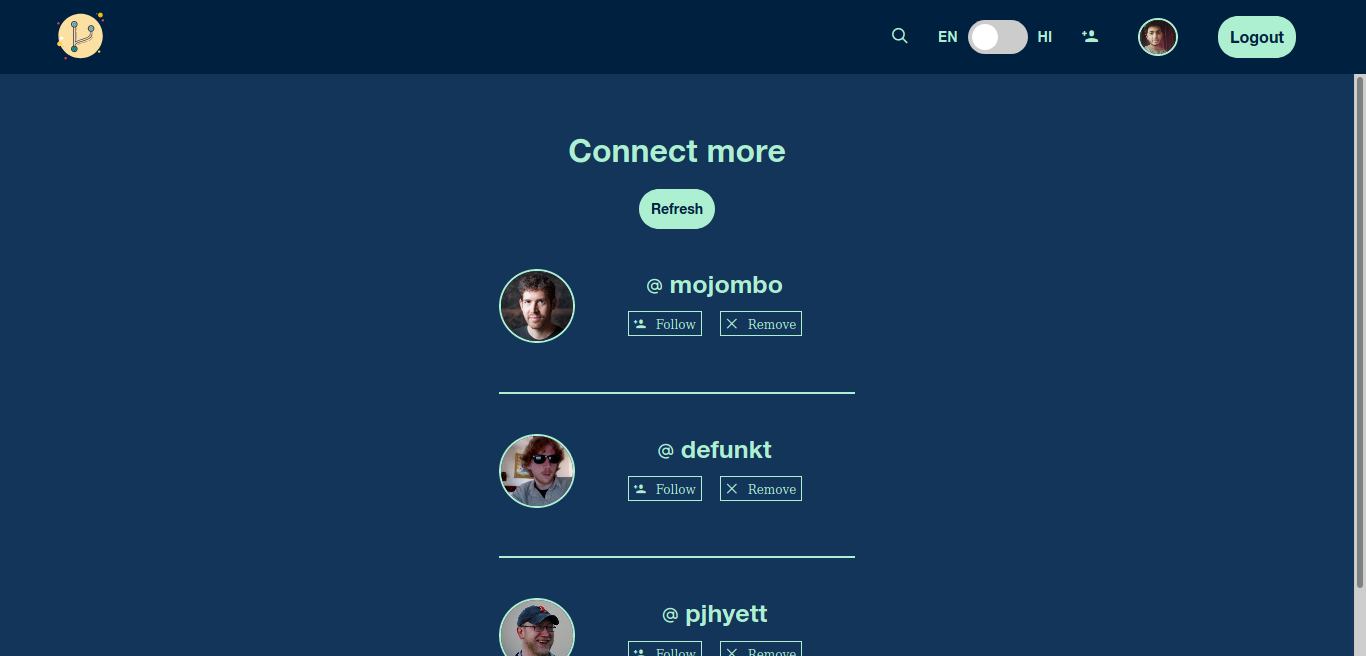 EN HI Logout
Connect more
Refresh
@ mojombo
Follow Remove
@ defunkt
Follow Remove
@ pjhyett
Follow Remove